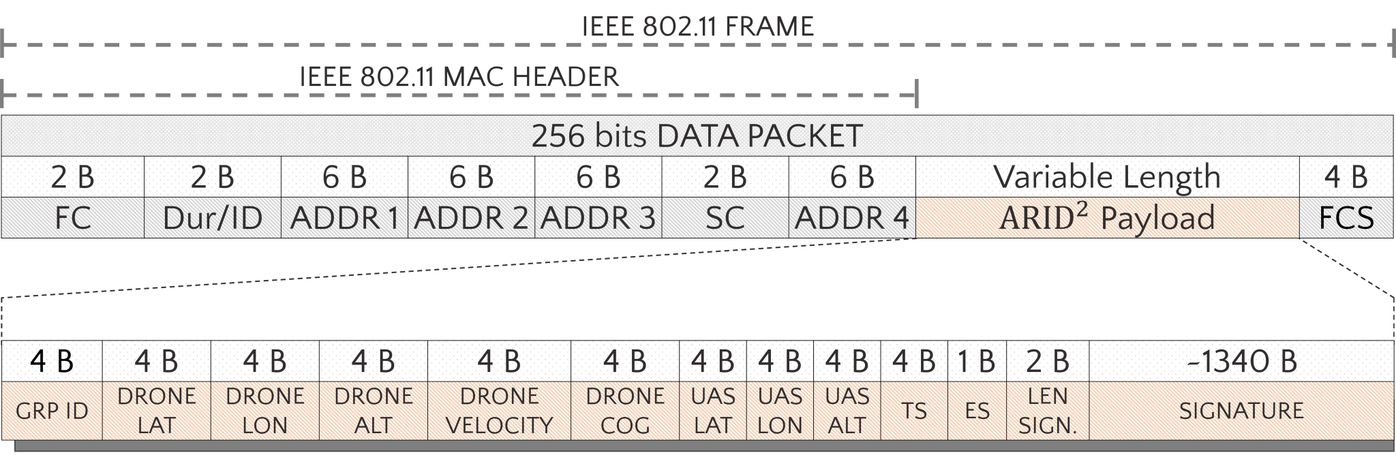 IEEE 802.11 FRAME
IEEE 802.11 MAC HEADER
256 bits DATA PACKET
2 B 2 B 6 B 6 B 6 B 2 B 6 B Variable Length 4 B
FC Dur/ID ADDR 1 ADDR 2 ADDR 3 SC ADDR 4 ARID² Payload FCS
4 B 4 B 4 B 4 B 4 B 4 B 4 B 4 B 4 B 4 B 1 B 2 B ~1340 B
GRP ID DRONE LAT DRONE LON DRONE ALT DRONE VELOCITY DRONE COG UAS LAT UAS LON UAS ALT TS ES LEN SIGN. SIGNATURE